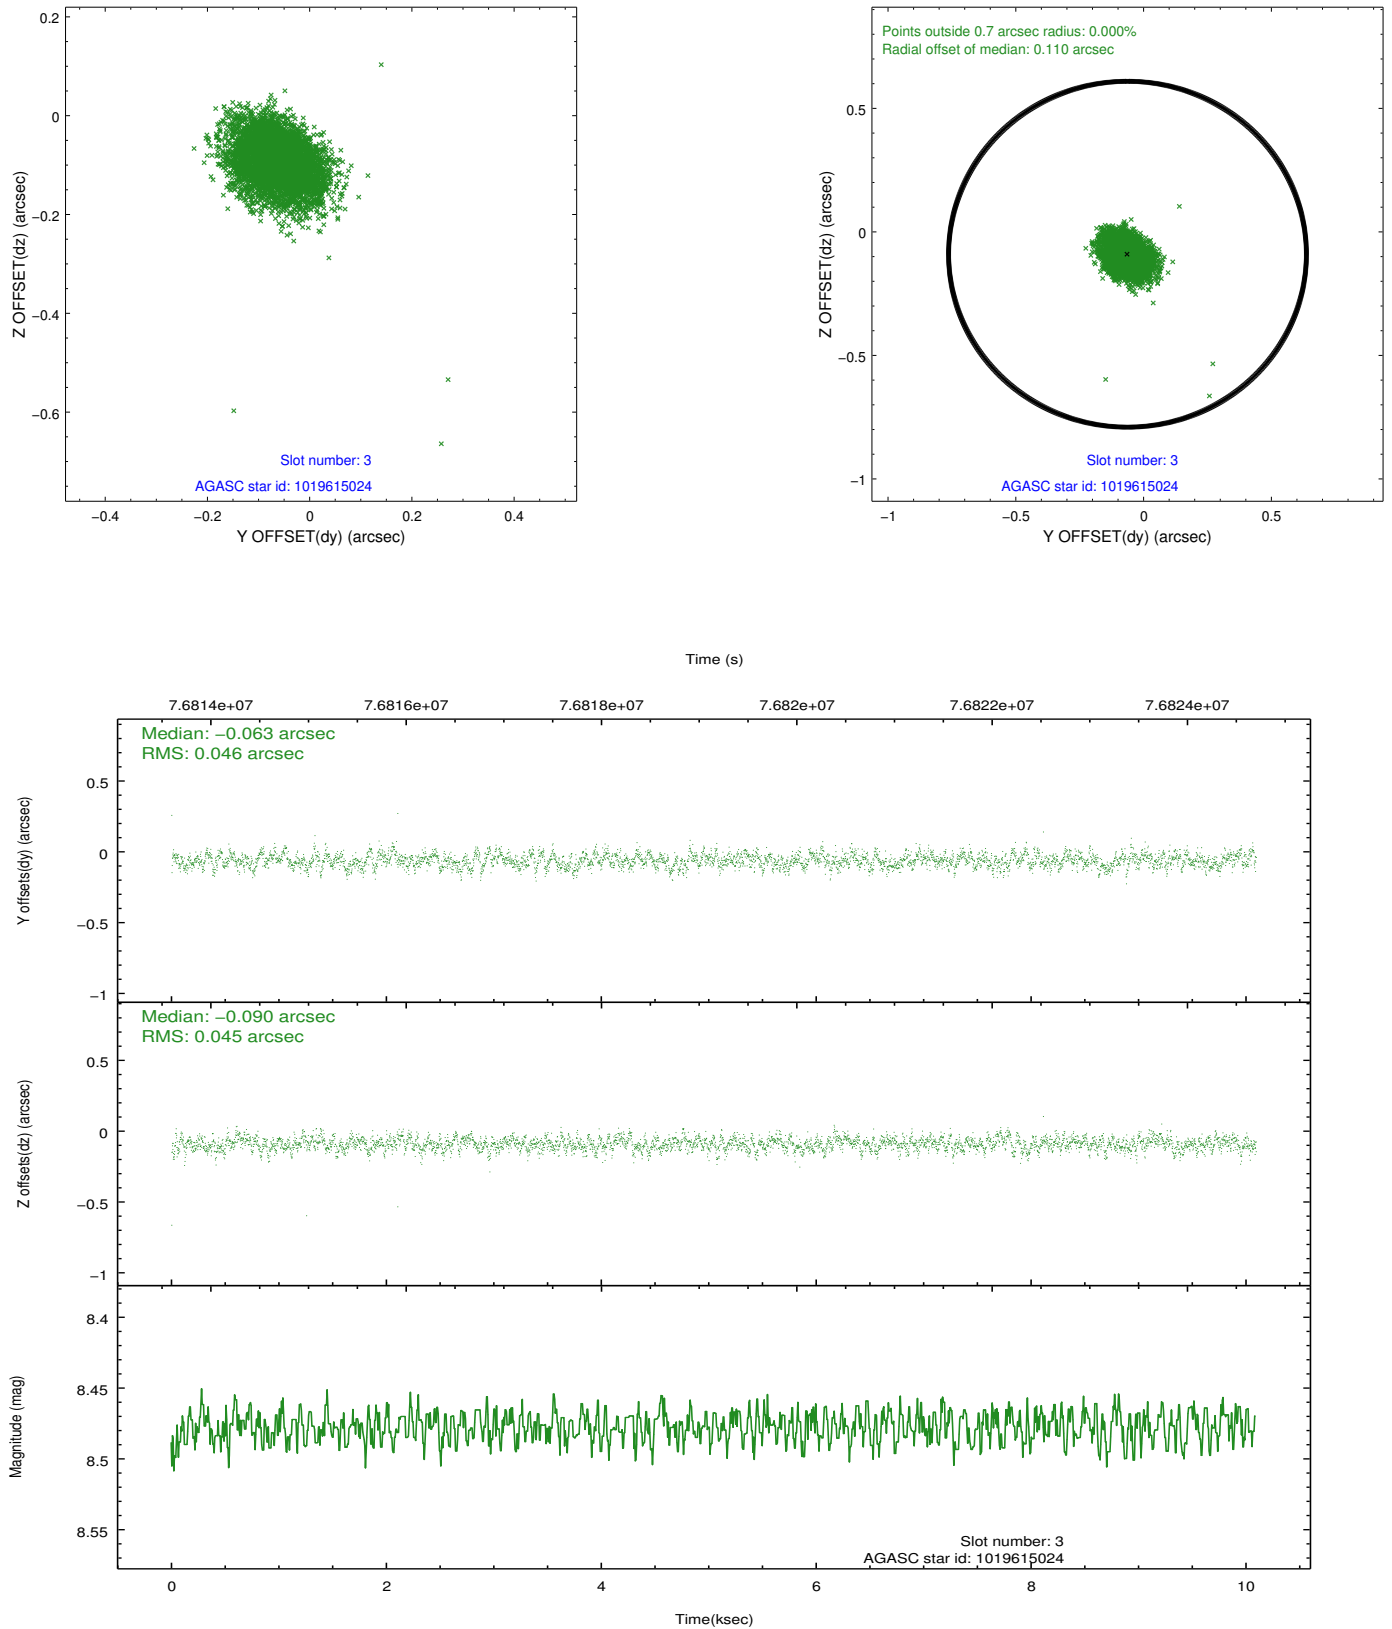 0.2
0
−0.2
−0.4
−0.6
Z OFFSET(dz) (arcsec)
Slot number: 3
AGASC star id: 1019615024
−0.4 −0.2 0 0.2 0.4
Y OFFSET(dy) (arcsec)
Points outside 0.7 arcsec radius: 0.000%
Radial offset of median: 0.110 arcsec
0.5
0
−0.5
−1
Z OFFSET(dz) (arcsec)
Slot number: 3
AGASC star id: 1019615024
−1 −0.5 0 0.5
Y OFFSET(dy) (arcsec)
Time (s)
7.6814e+07 7.6816e+07 7.6818e+07 7.682e+07 7.6822e+07 7.6824e+07
Median: −0.063 arcsec
RMS: 0.046 arcsec
0.5
0
−0.5
−1
Y offsets(dy) (arcsec)
Median: −0.090 arcsec
RMS: 0.045 arcsec
0.5
0
−0.5
−1
Z offsets(dz) (arcsec)
8.4
8.45
8.5
8.55
Magnitude (mag)
Slot number: 3
AGASC star id: 1019615024
0 2 4 6 8 10
Time(ksec)